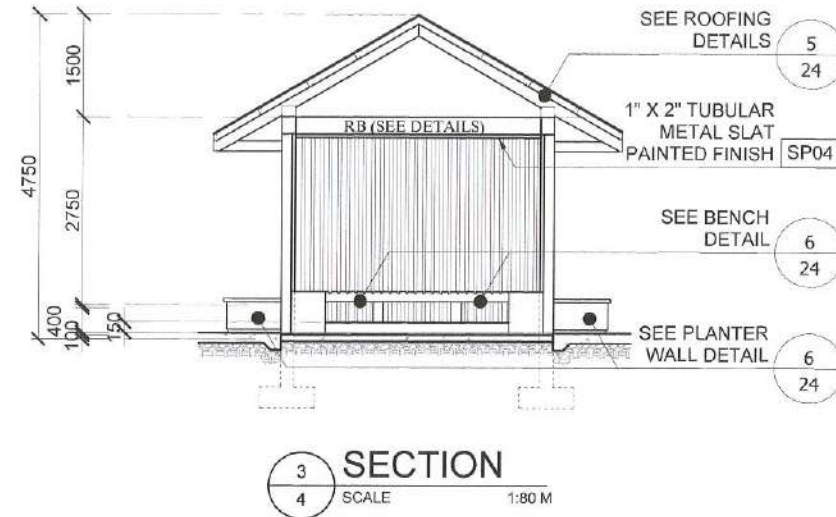 SEE ROOFING
DETAILS
5
24
1" X 2" TUBULAR
METAL SLAT
PAINTED FINISH SP04
RB (SEE DETAILS)
SEE BENCH
DETAIL
6
24
SEE PLANTER
WALL DETAIL
6
24
4750
1500
2750
400
100
150
3
4
SECTION
SCALE 1:80 M